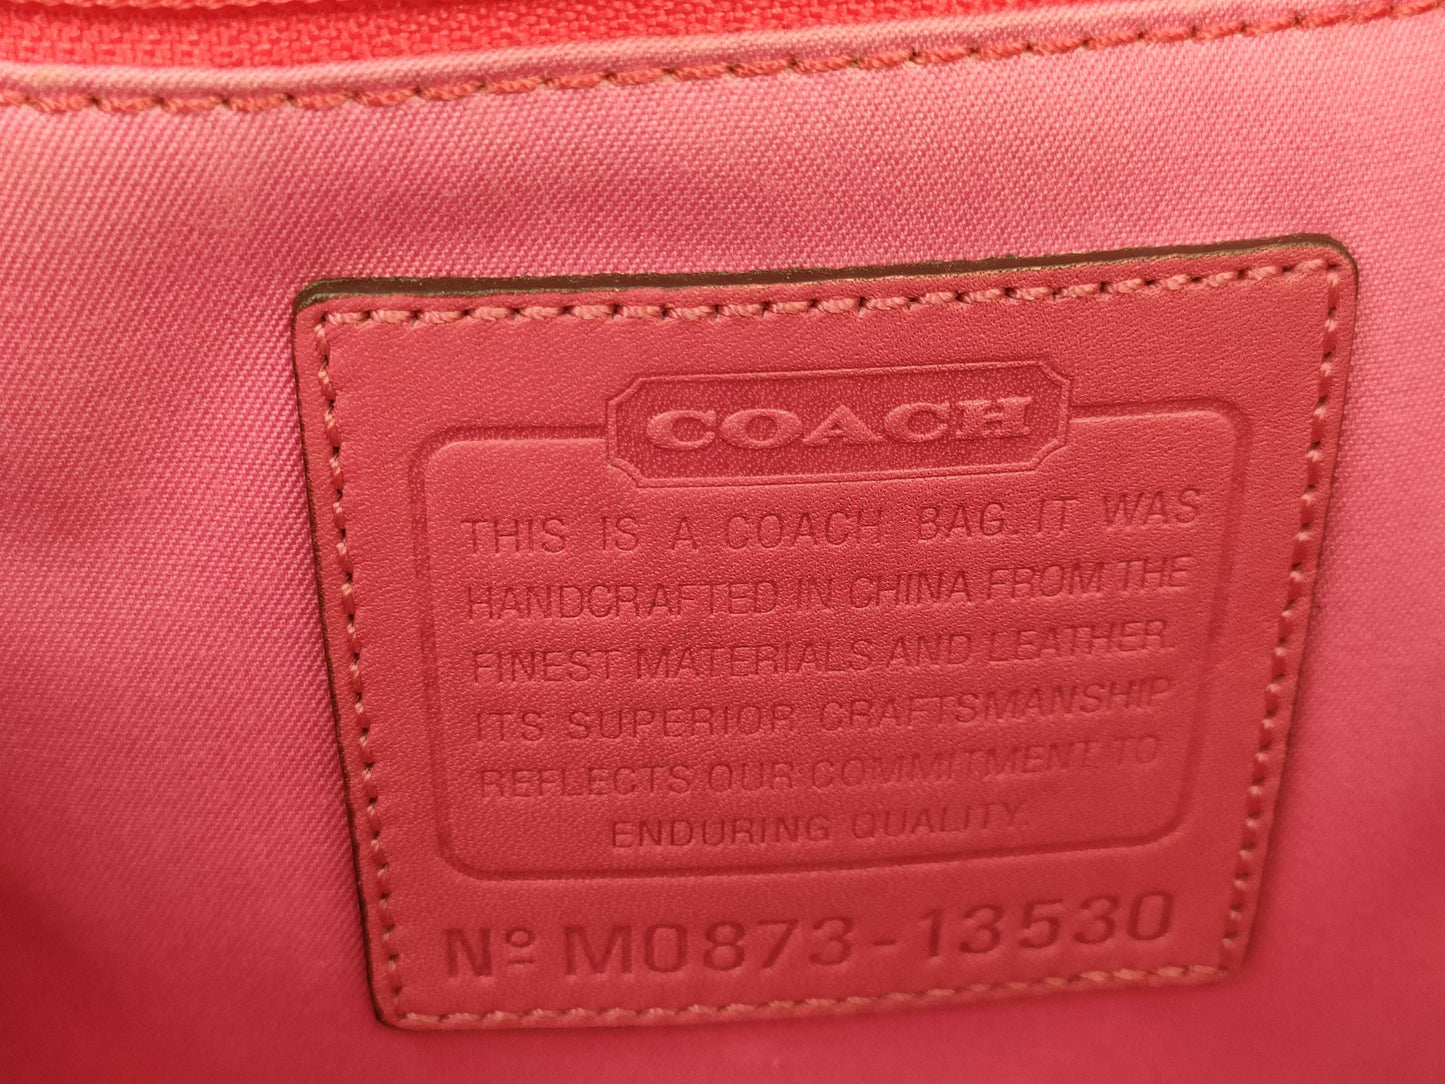 COACH
THIS IS A COACH BAG. IT WAS
HANDCRAFTED IN CHINA FROM THE
FINEST MATERIALS AND LEATHER.
ITS SUPERIOR CRAFTSMANSHIP
REFLECTS OUR COMMITMENT TO
ENDURING QUALITY.
Nº M0873-13530